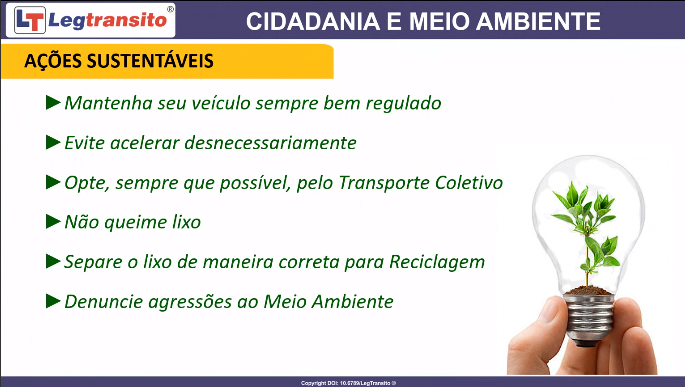 LT Legtransito®
CIDADANIA E MEIO AMBIENTE
AÇÕES SUSTENTÁVEIS
►Mantenha seu veículo sempre bem regulado
►Evite acelerar desnecessariamente
►Opte, sempre que possível, pelo Transporte Coletivo
►Não queime lixo
►Separe o lixo de maneira correta para Reciclagem
►Denuncie agressões ao Meio Ambiente
Copyright DOI: 10.6789/LegTransito ®